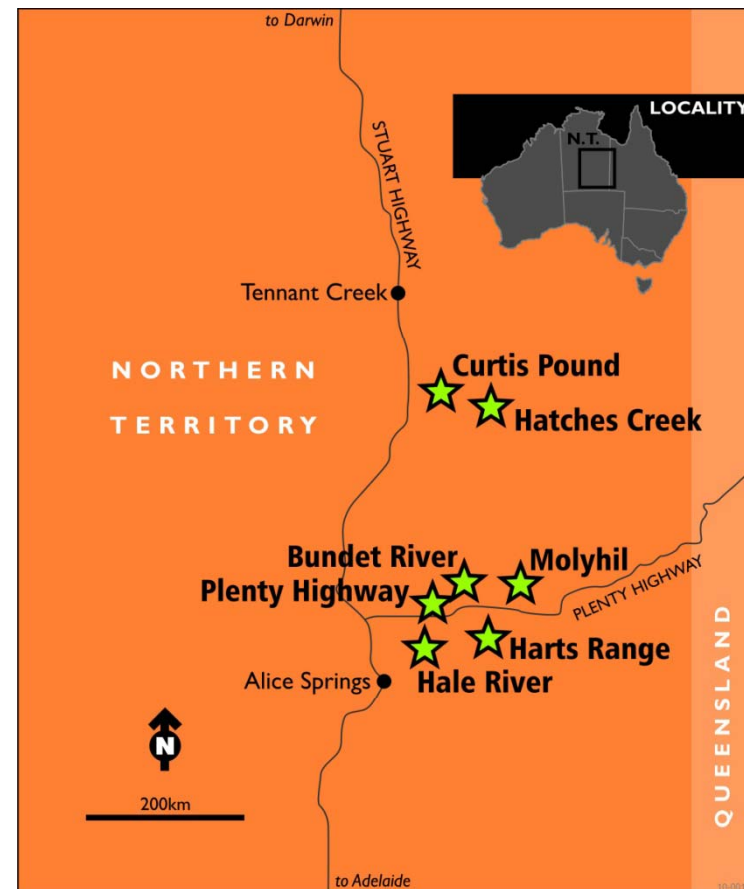 to Darwin
LOCALITY
N.T.
STUART HIGHWAY
Tennant Creek
NORTHERN
TERRITORY
Curtis Pound
Hatches Creek
Bundet River
Molyhil
Plenty Highway
PLENTY HIGHWAY
Harts Range
Hale River
Alice Springs
QUEENSLAND
N
200km
to Adelaide